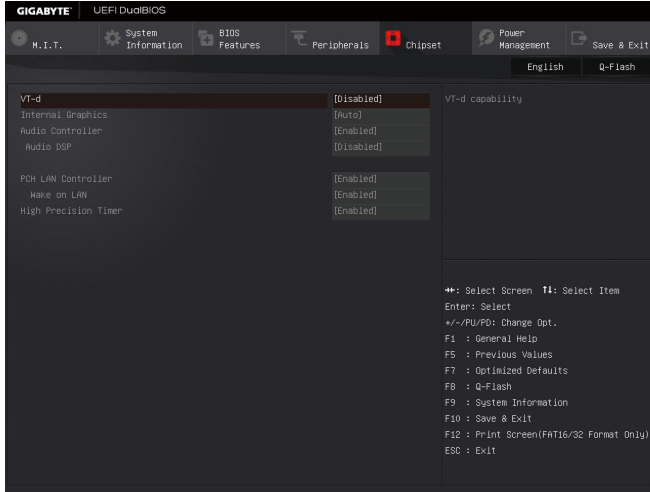 GIGABYTE™ UEFI DualBIOS
M.I.T. System Information BIOS Features Peripherals Chipset Power Management Save & Exit
English Q-Flash
VT-d [Disabled] VT-d capability
Internal Graphics [Auto]
Audio Controller [Enabled]
Audio DSP [Disabled]
PCH LAN Controller [Enabled]
Wake on LAN [Enabled]
High Precision Timer [Enabled]
→←: Select Screen ↑↓: Select Item
Enter: Select
+/-/PU/PD: Change Opt.
F1 : General Help
F5 : Previous Values
F7 : Optimized Defaults
F8 : Q-Flash
F9 : System Information
F10 : Save & Exit
F12 : Print Screen(FAT16/32 Format Only)
ESC : Exit